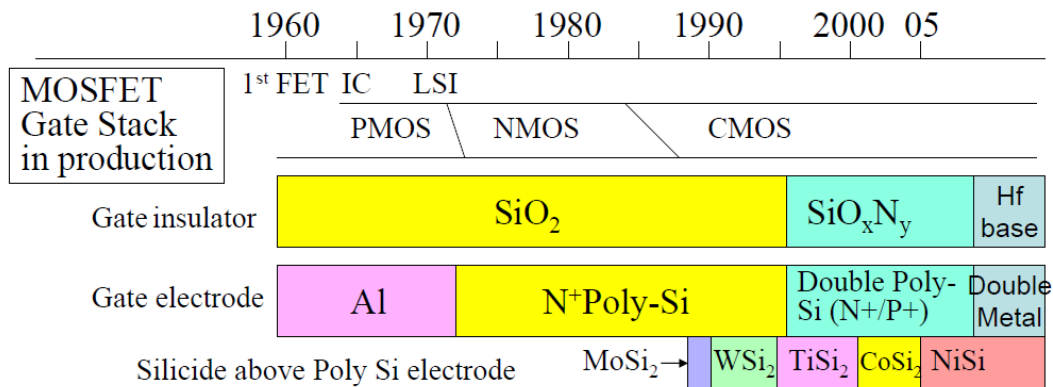 1960 1970 1980 1990 2000 05
MOSFET
Gate Stack
in production
1st FET IC LSI
PMOS NMOS CMOS
Gate insulator SiO2 SiOxNy Hf
base
Gate electrode Al N+Poly-Si Double Poly-
Si (N+/P+) Double
Metal
Silicide above Poly Si electrode MoSi2 WSi2 TiSi2 CoSi2 NiSi